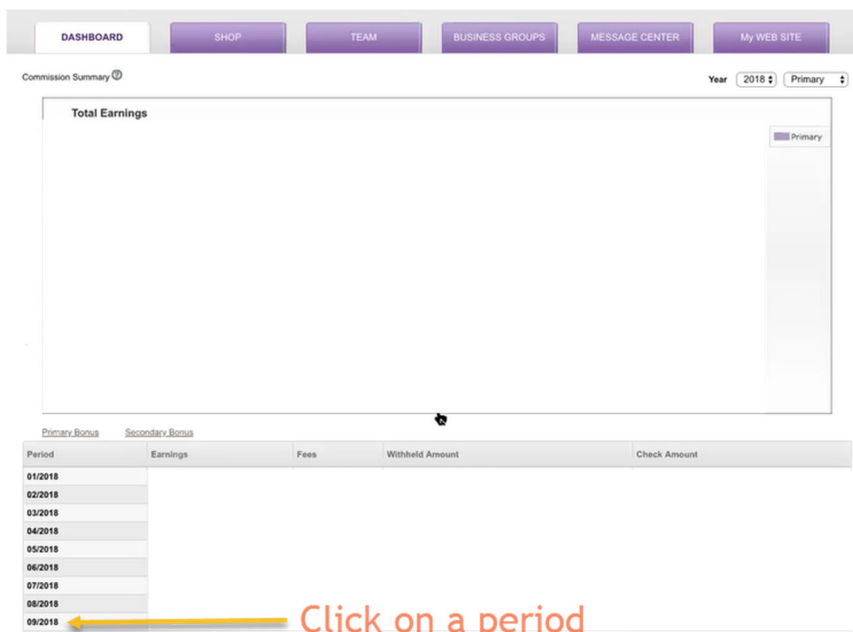 DASHBOARD SHOP TEAM BUSINESS GROUPS MESSAGE CENTER My WEB SITE
Commission Summary ? Year 2018 Primary
Total Earnings
Primary
Primary Bonus Secondary Bonus
Period Earnings Fees Withheld Amount Check Amount
01/2018
02/2018
03/2018
04/2018
05/2018
06/2018
07/2018
08/2018
09/2018 Click on a period